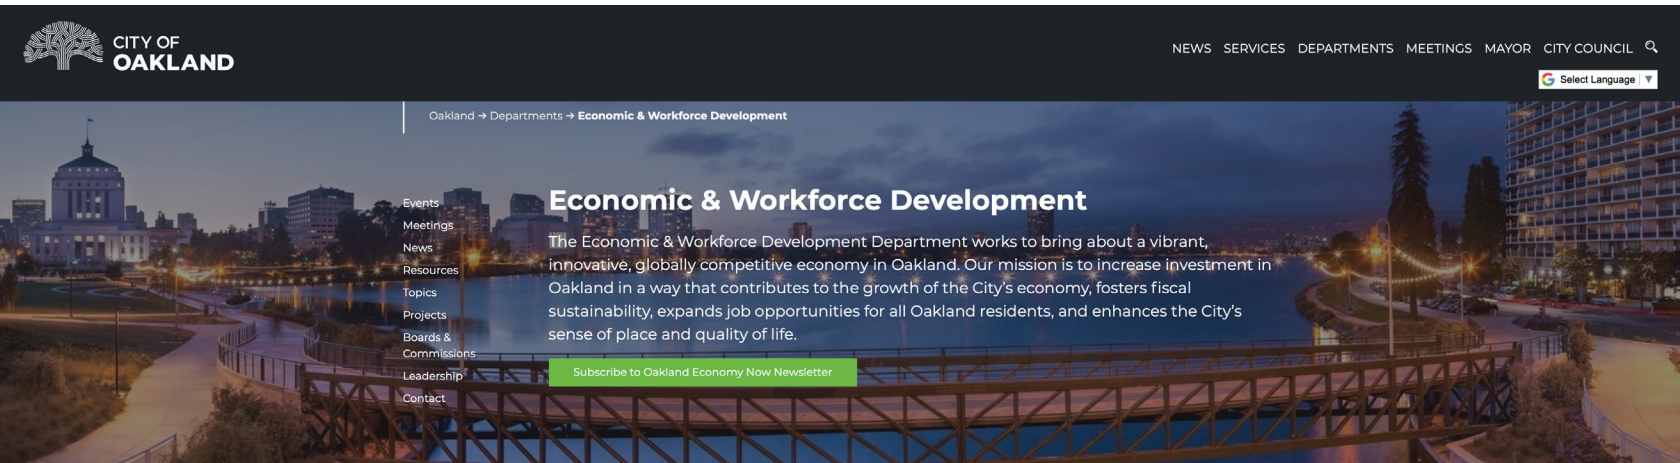 CITY OF
OAKLAND
NEWS SERVICES DEPARTMENTS MEETINGS MAYOR CITY COUNCIL
Select Language ▼
Oakland → Departments → Economic & Workforce Development
Events
Meetings
News
Resources
Topics
Projects
Boards &
Commissions
Leadership
Contact
Economic & Workforce Development
The Economic & Workforce Development Department works to bring about a vibrant,
innovative, globally competitive economy in Oakland. Our mission is to increase investment in
Oakland in a way that contributes to the growth of the City's economy, fosters fiscal
sustainability, expands job opportunities for all Oakland residents, and enhances the City's
sense of place and quality of life.
Subscribe to Oakland Economy Now Newsletter